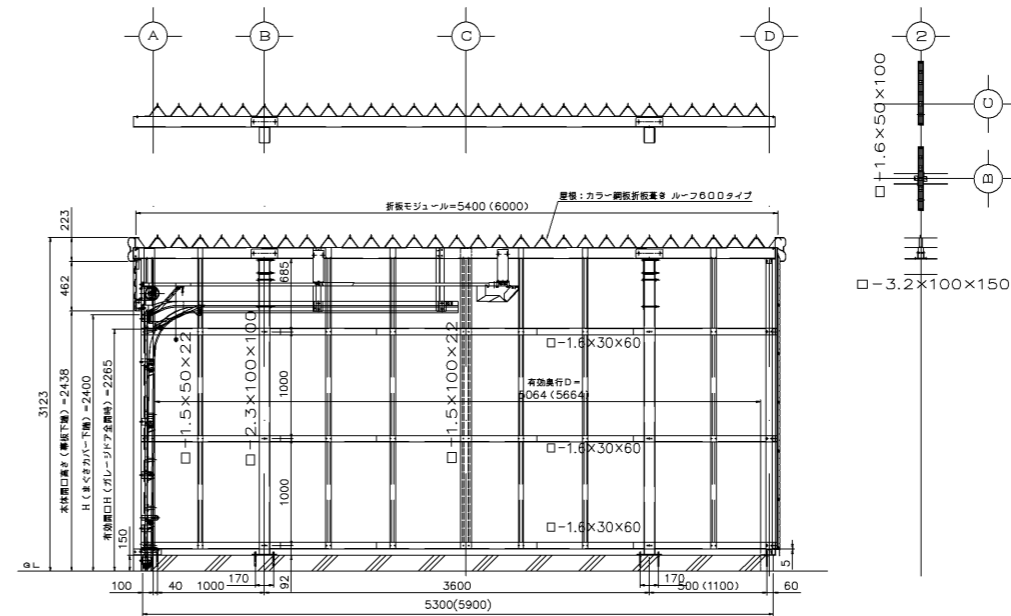 A
B
C
D
2
□-1.6×50×100
C
B
屋根：カラー鋼板折板葺き ルーフ600タイプ
折板モジュール=5400(6000)
□-3.2×100×150
223
462
685
3123
本体開口高さ(幕板下端)=2438
H(まぐさカバー下端)=2400
有効開口H(ガレージドア全開時)=2265
150
□-1.5×50×22
□-2.3×100×100
1000
□-1.5×100×22
□-1.6×30×60
有効奥行D=
5064(5664)
□-1.6×30×60
1000
□-1.6×30×60
GL
100
40
1000
170
92
3600
170
500(1100)
5
60
5300(5900)